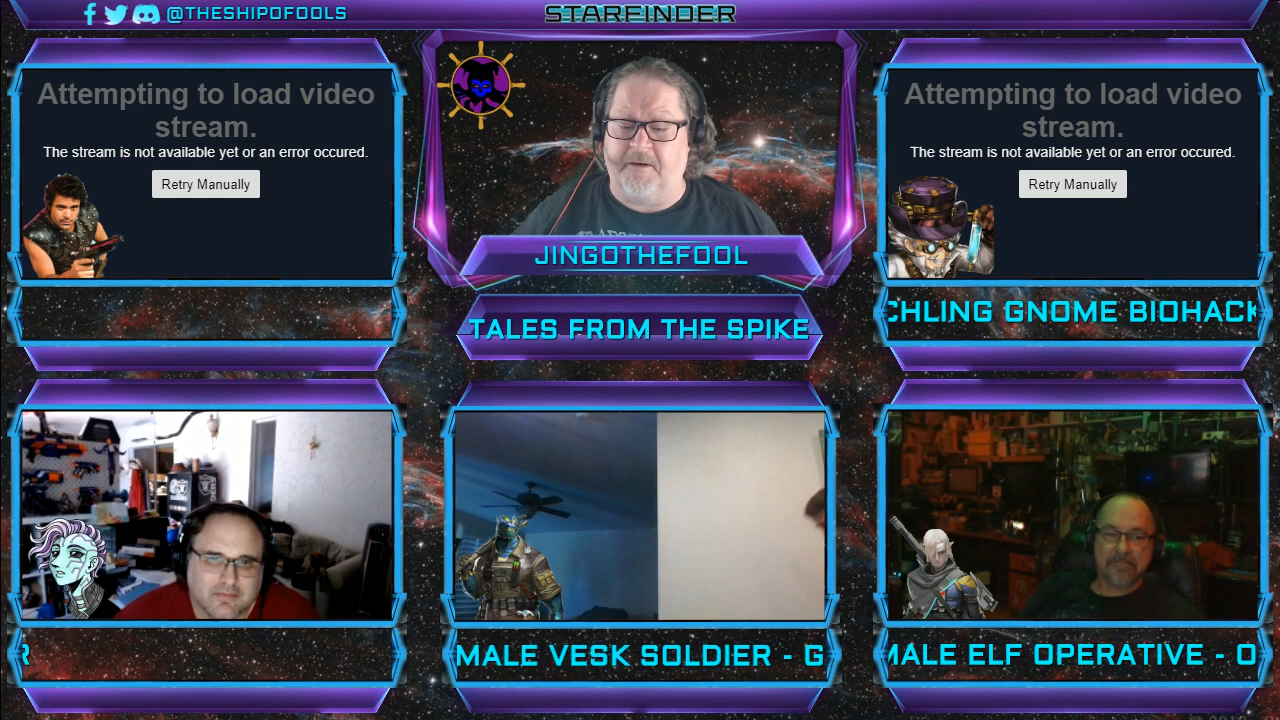 @THESHIPOFFOOLS
STARFINDER
Attempting to load video
stream.
The stream is not available yet or an error occured.
Retry Manually
JINGOTHEFOOL
Attempting to load video
stream.
The stream is not available yet or an error occured.
Retry Manually
CHLING GNOME BIOHACK
TALES FROM THE SPIKE
RAIDERS
R
MALE VESK SOLDIER - G
MALE ELF OPERATIVE - O